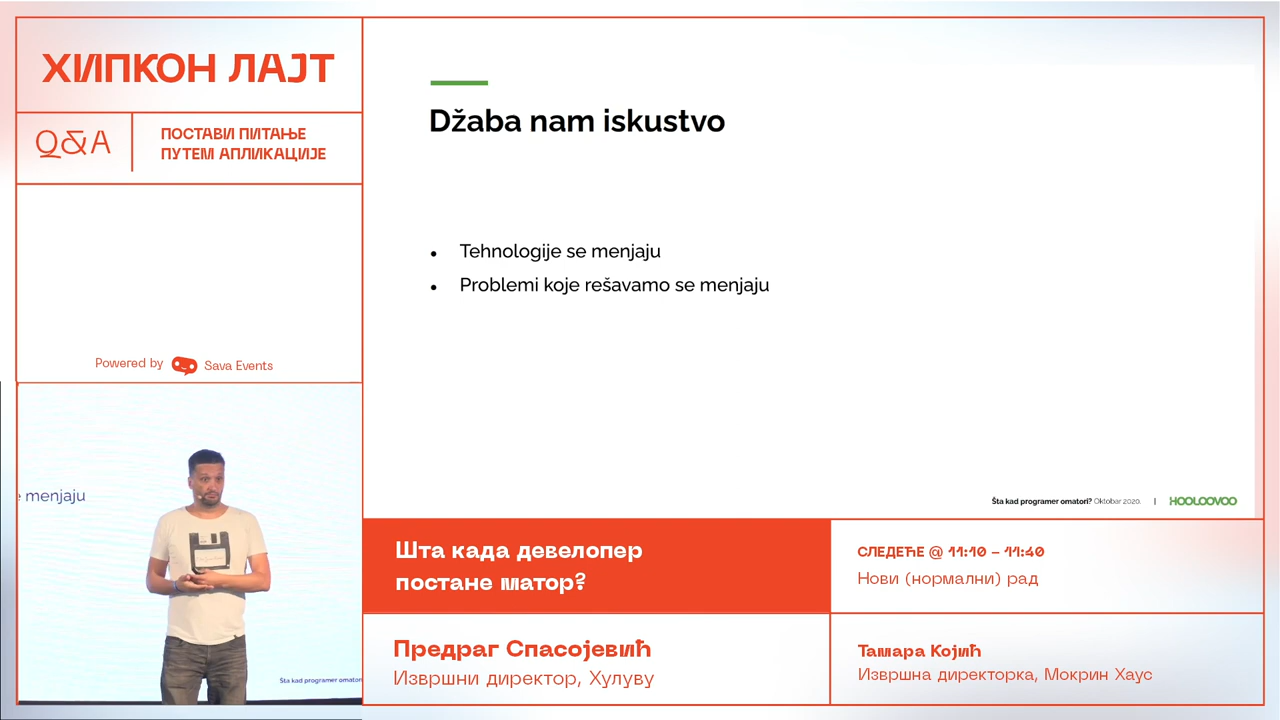 ХИПКОН ЛАЈТ
Q&A
ПОСТАВИ ПИТАЊЕ
ПУТЕМ АПЛИКАЦИЈЕ
Powered by Sava Events
Džaba nam iskustvo
• Tehnologije se menjaju
• Problemi koje rešavamo se menjaju
Šta kad programer omatori? Oktobar 2020. | HOOLOOVOO
e menjaju
Šta kad programer omatori
Шта када девелопер
постане матор?
Предраг Спасојевић
Извршни директор, Хулуву
СЛЕДЕЋЕ @ 11:10 – 11:40
Нови (нормални) рад
Тамара Којић
Извршна директорка, Мокрин Хаус